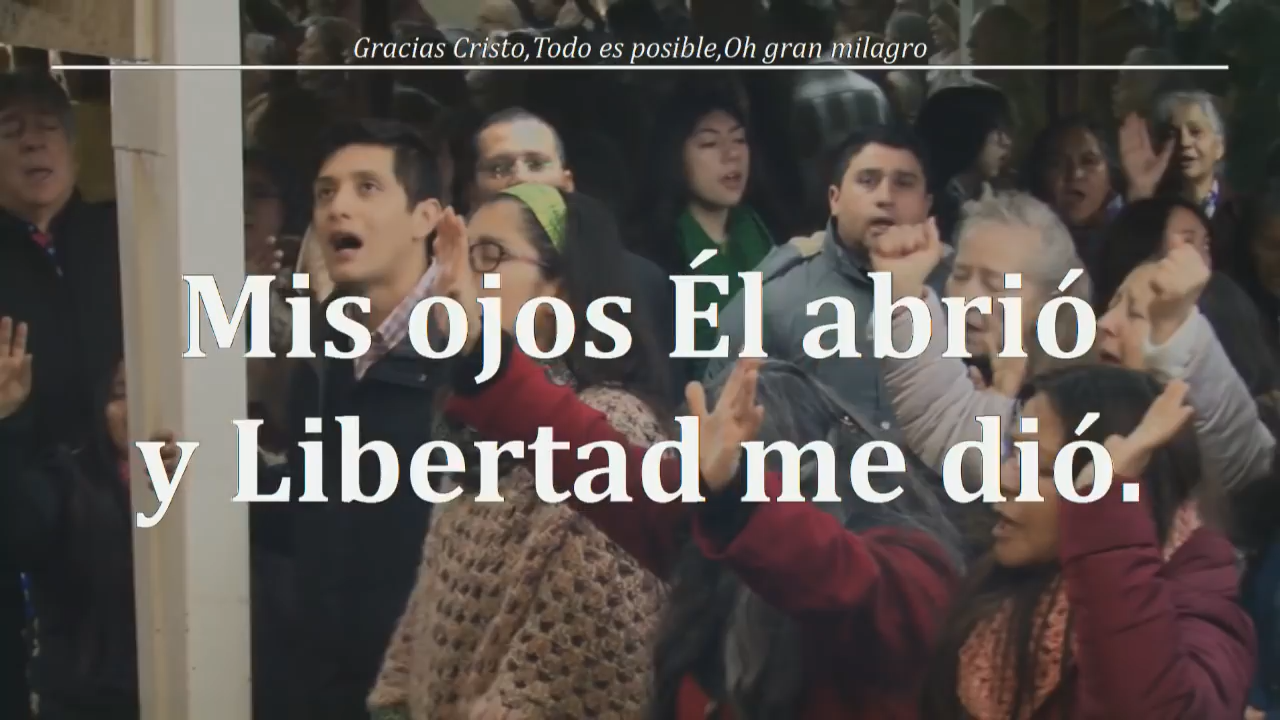 Gracias Cristo,Todo es posible,Oh gran milagro
Mis ojos Él abrió
y Libertad me dió.